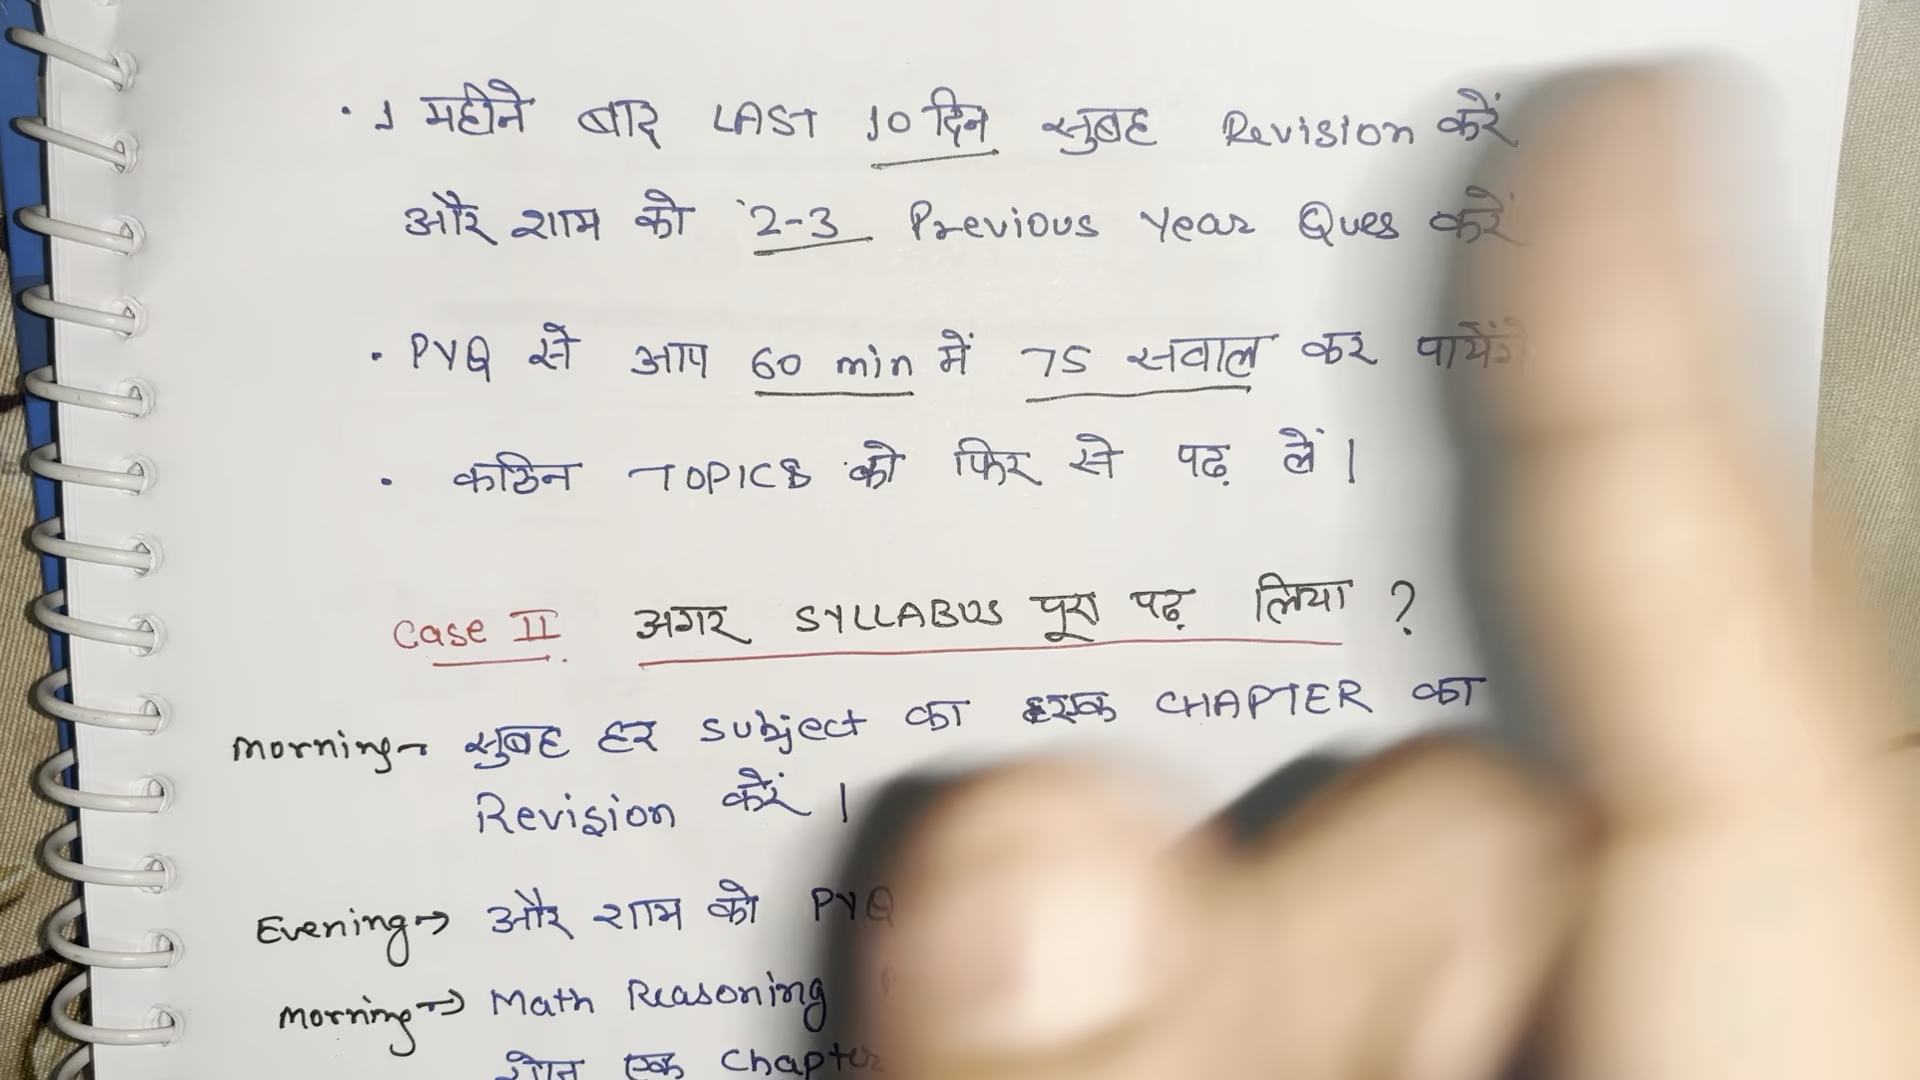 • 1 महीने बाद LAST 10 दिन सुबह Revision करें
और शाम को 2-3 Previous Year Ques करें
• PYQ से आप 60 min में 75 सवाल कर पायेंगे
• कठिन TOPICS को फिर से पढ़ लें।
Case II अगर SYLLABUS पूरा पढ़ लिया ?
Morning→ सुबह हर subject का एक CHAPTER का
Revision करें।
Evening→ और शाम को PYQ
Morning→ Math Reasoning
एक Chapter